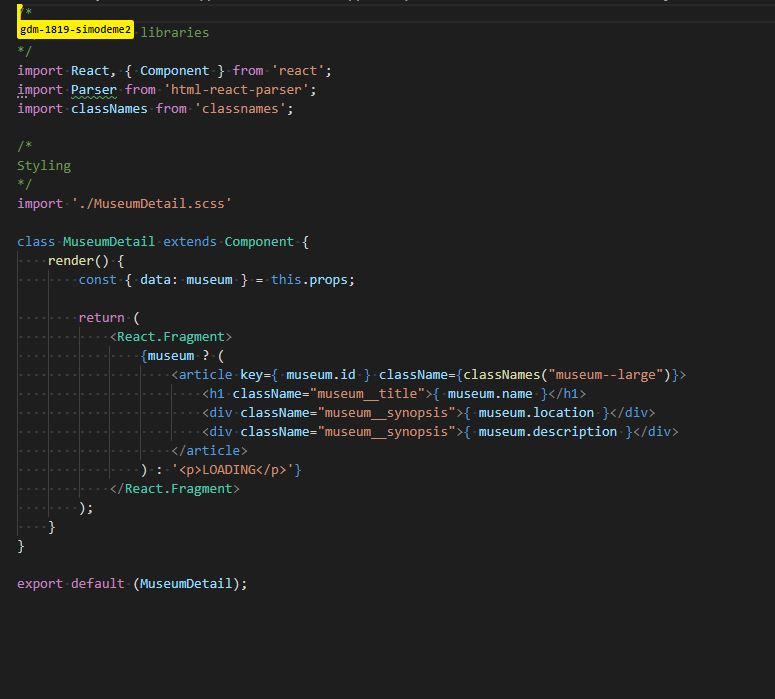 /*
gdm-1819-simodeme2 libraries
*/
import React, { Component } from 'react';
import Parser from 'html-react-parser';
import classNames from 'classnames';
/*
Styling
*/
import './MuseumDetail.scss'
class MuseumDetail extends Component {
render() {
const { data: museum } = this.props;
return (
<React.Fragment>
{museum ? (
<article key={ museum.id } className={classNames("museum--large")}>
<h1 className="museum__title">{ museum.name }</h1>
<div className="museum__synopsis">{ museum.location }</div>
<div className="museum__synopsis">{ museum.description }</div>
</article>
) : '<p>LOADING</p>'}
</React.Fragment>
);
}
}
export default (MuseumDetail);